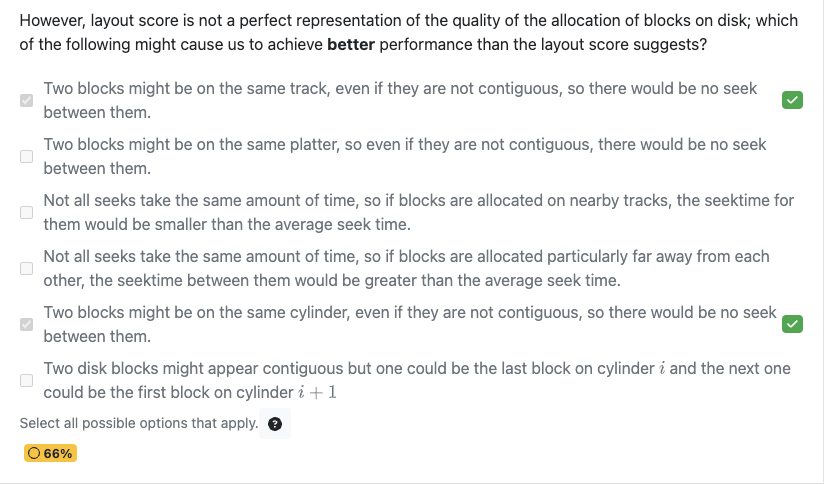 However, layout score is not a perfect representation of the quality of the allocation of blocks on disk; which
of the following might cause us to achieve better performance than the layout score suggests?
Two blocks might be on the same track, even if they are not contiguous, so there would be no seek
between them.
Two blocks might be on the same platter, so even if they are not contiguous, there would be no seek
between them.
Not all seeks take the same amount of time, so if blocks are allocated on nearby tracks, the seektime for
them would be smaller than the average seek time.
Not all seeks take the same amount of time, so if blocks are allocated particularly far away from each
other, the seektime between them would be greater than the average seek time.
Two blocks might be on the same cylinder, even if they are not contiguous, so there would be no seek
between them.
Two disk blocks might appear contiguous but one could be the last block on cylinder i and the next one
could be the first block on cylinder i + 1
Select all possible options that apply. ?
66%